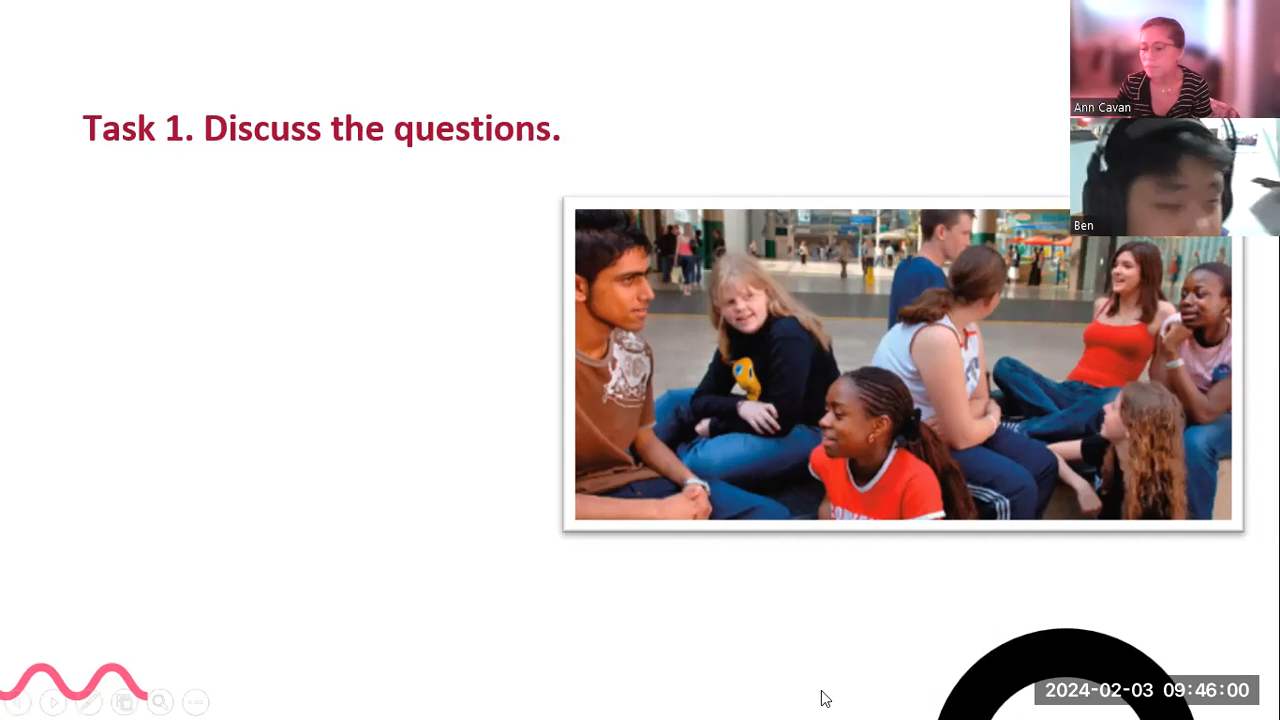 Task 1. Discuss the questions.
Ann Cavan
Ben
2024-02-03 09:46:00